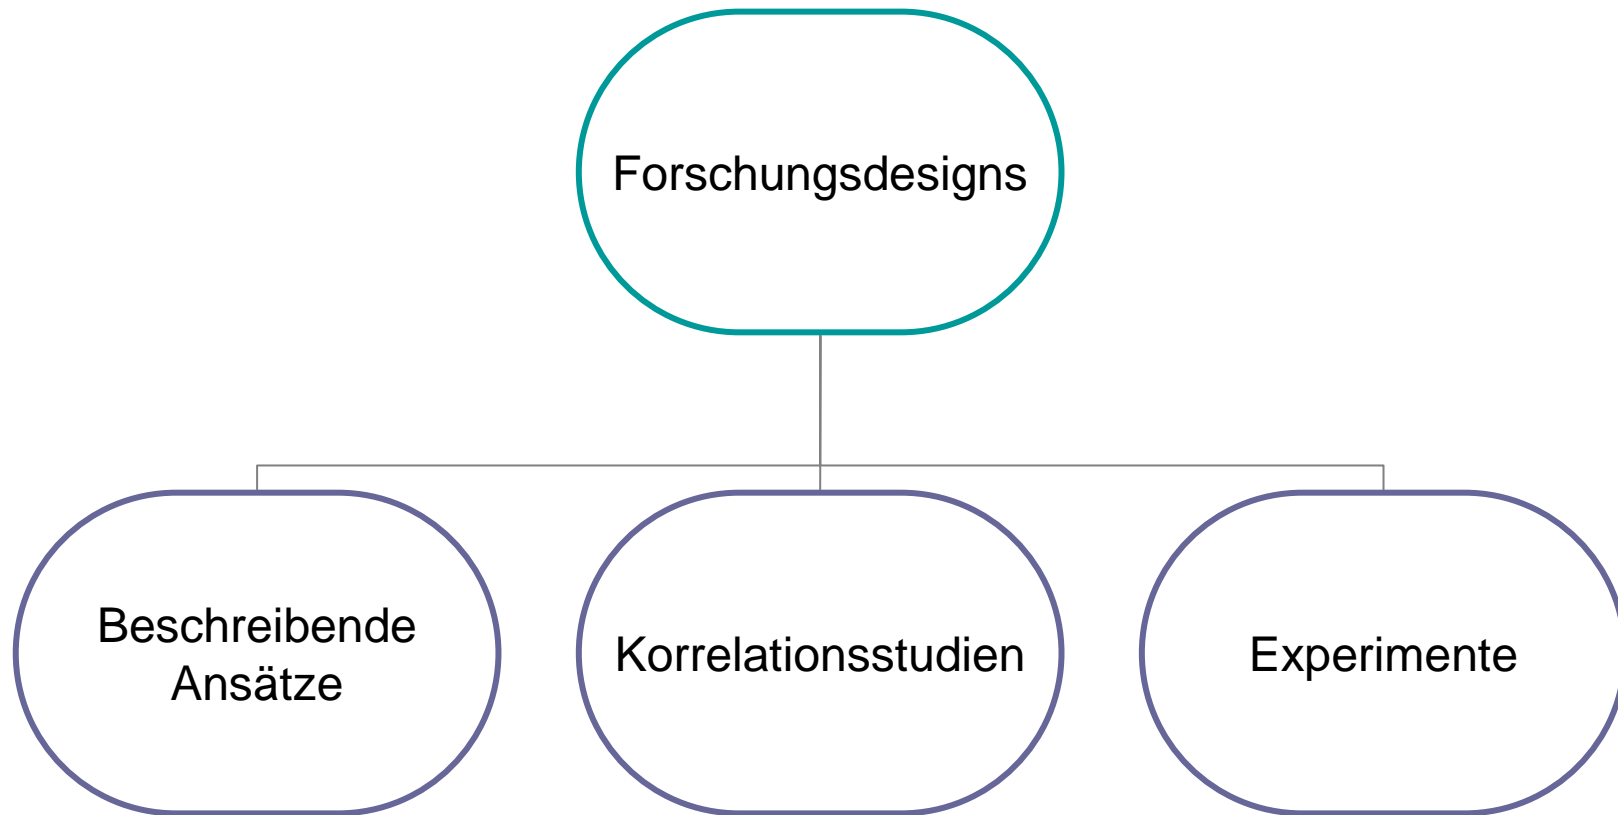 Forschungsdesigns
Beschreibende
Ansätze
Korrelationsstudien
Experimente